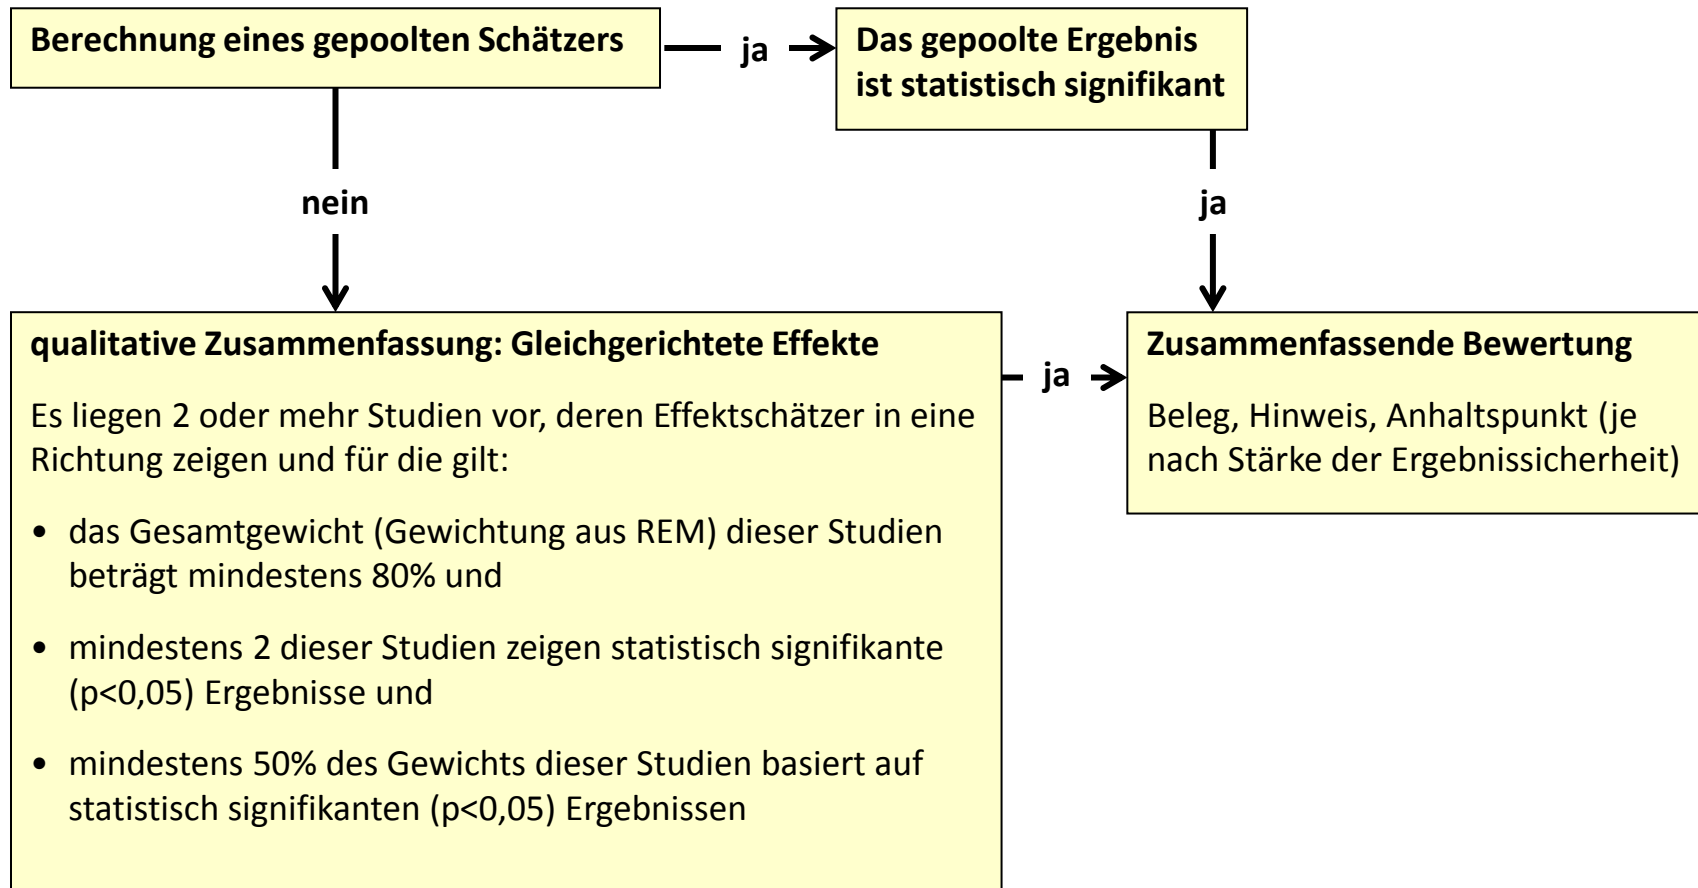 Berechnung eines gepoolten Schätzers
ja
Das gepoolte Ergebnis
ist statistisch signifikant
nein
ja
qualitative Zusammenfassung: Gleichgerichtete Effekte
Es liegen 2 oder mehr Studien vor, deren Effektschätzer in eine
Richtung zeigen und für die gilt:
• das Gesamtgewicht (Gewichtung aus REM) dieser Studien
beträgt mindestens 80% und
• mindestens 2 dieser Studien zeigen statistisch signifikante
(p<0,05) Ergebnisse und
• mindestens 50% des Gewichts dieser Studien basiert auf
statistisch signifikanten (p<0,05) Ergebnissen
ja
Zusammenfassende Bewertung
Beleg, Hinweis, Anhaltspunkt (je
nach Stärke der Ergebnissicherheit)